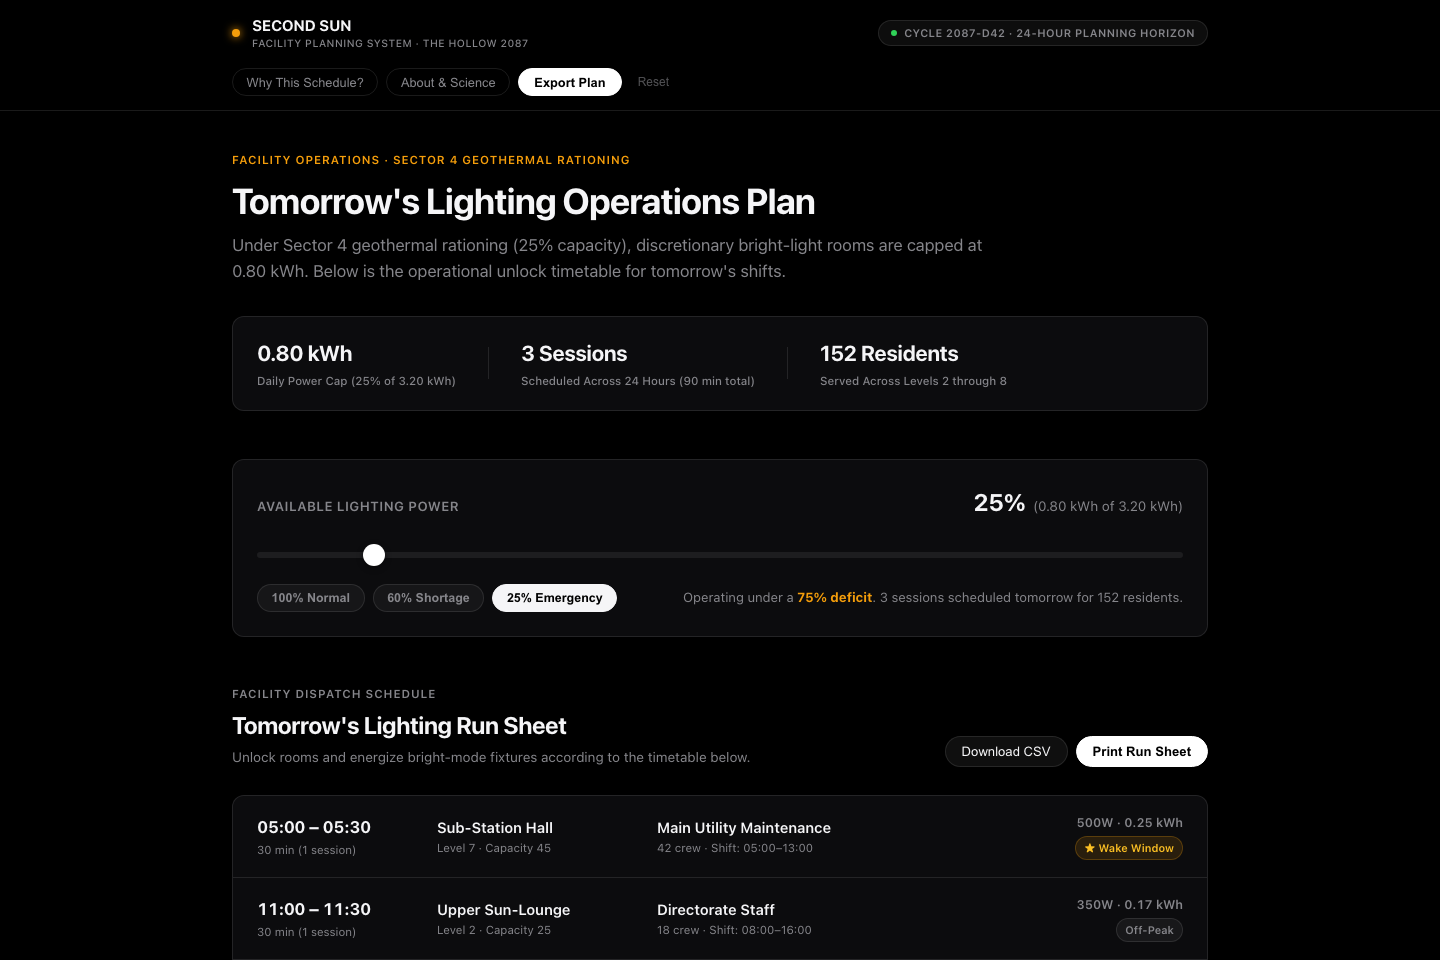 SECOND SUN
FACILITY PLANNING SYSTEM · THE HOLLOW 2087
CYCLE 2087-D42 · 24-HOUR PLANNING HORIZON
Why This Schedule?
About & Science
Export Plan
Reset
FACILITY OPERATIONS · SECTOR 4 GEOTHERMAL RATIONING
Tomorrow's Lighting Operations Plan
Under Sector 4 geothermal rationing (25% capacity), discretionary bright-light rooms are capped at
0.80 kWh. Below is the operational unlock timetable for tomorrow's shifts.
0.80 kWh
Daily Power Cap (25% of 3.20 kWh)
3 Sessions
Scheduled Across 24 Hours (90 min total)
152 Residents
Served Across Levels 2 through 8
AVAILABLE LIGHTING POWER
25% (0.80 kWh of 3.20 kWh)
100% Normal
60% Shortage
25% Emergency
Operating under a 75% deficit. 3 sessions scheduled tomorrow for 152 residents.
FACILITY DISPATCH SCHEDULE
Tomorrow's Lighting Run Sheet
Unlock rooms and energize bright-mode fixtures according to the timetable below.
Download CSV
Print Run Sheet
05:00 – 05:30
30 min (1 session)
Sub-Station Hall
Level 7 · Capacity 45
Main Utility Maintenance
42 crew · Shift: 05:00–13:00
500W · 0.25 kWh
★ Wake Window
11:00 – 11:30
30 min (1 session)
Upper Sun-Lounge
Level 2 · Capacity 25
Directorate Staff
18 crew · Shift: 08:00–16:00
350W · 0.17 kWh
Off-Peak